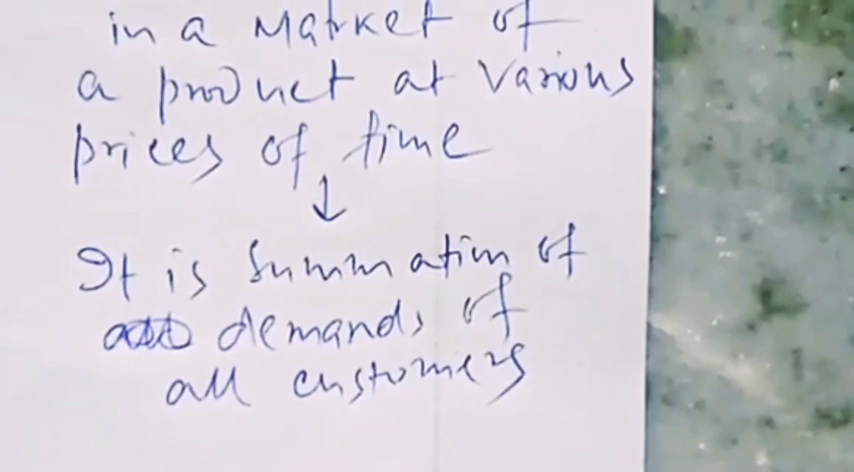 in a Market of
a product at various
prices of time
↓
It is summation of
demands of
all customers